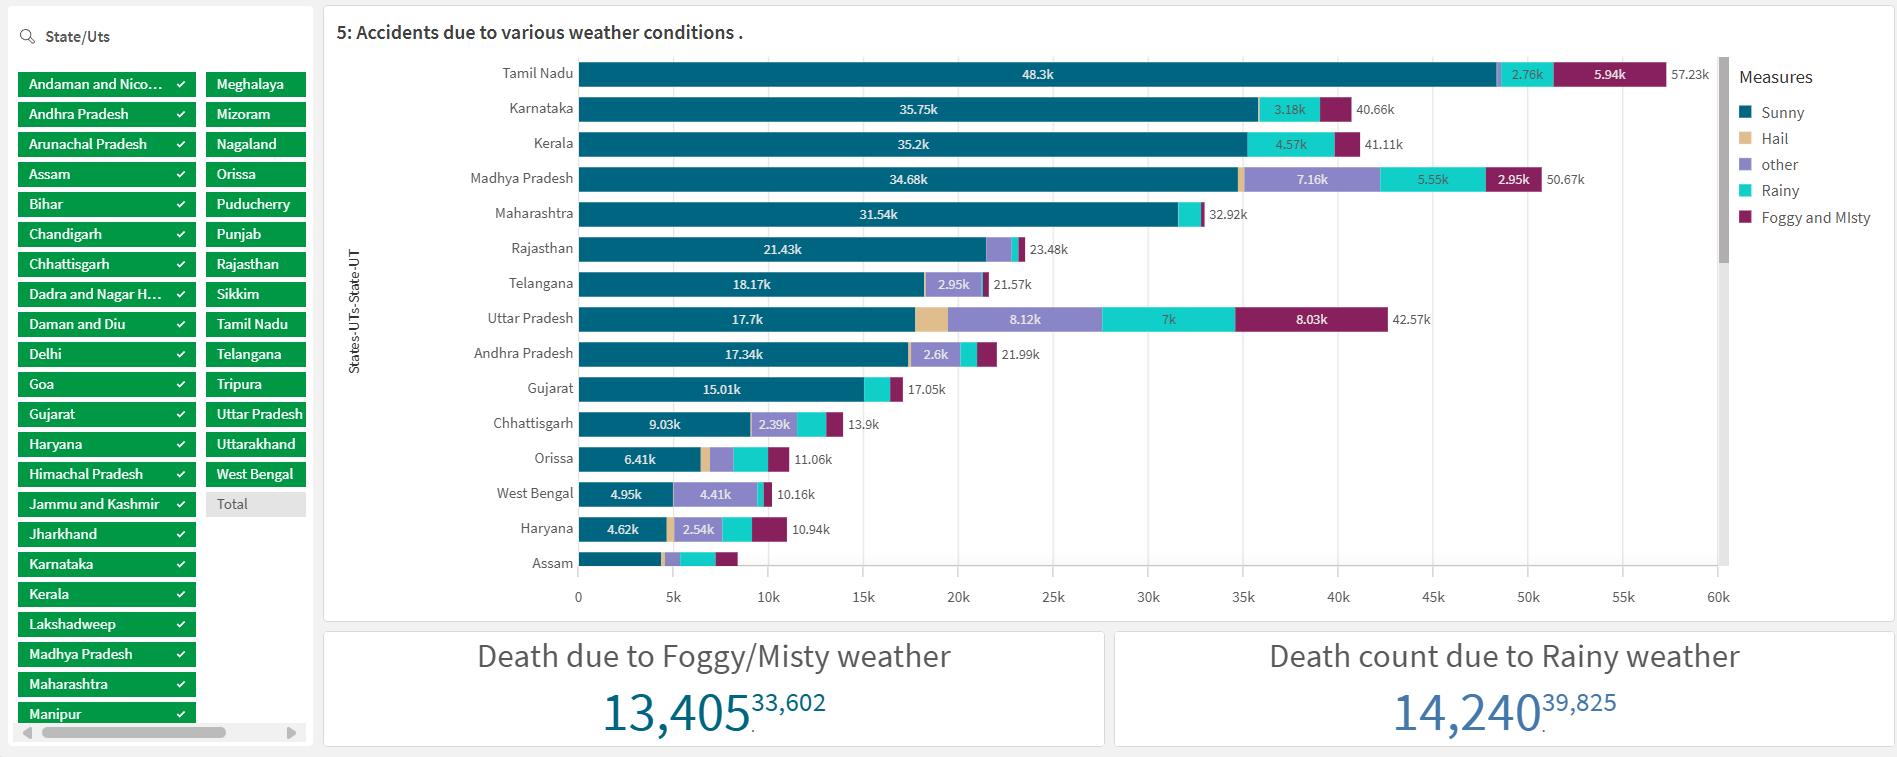 State/Uts
Andaman and Nico...
Andhra Pradesh
Arunachal Pradesh
Assam
Bihar
Chandigarh
Chhattisgarh
Dadra and Nagar H...
Daman and Diu
Delhi
Goa
Gujarat
Haryana
Himachal Pradesh
Jammu and Kashmir
Jharkhand
Karnataka
Kerala
Lakshadweep
Madhya Pradesh
Maharashtra
Manipur
Meghalaya
Mizoram
Nagaland
Orissa
Puducherry
Punjab
Rajasthan
Sikkim
Tamil Nadu
Telangana
Tripura
Uttar Pradesh
Uttarakhand
West Bengal
Total
5: Accidents due to various weather conditions .
States-UTs-State-UT
Tamil Nadu 48.3k 2.76k 5.94k 57.23k
Karnataka 35.75k 3.18k 40.66k
Kerala 35.2k 4.57k 41.11k
Madhya Pradesh 34.68k 7.16k 5.55k 2.95k 50.67k
Maharashtra 31.54k 32.92k
Rajasthan 21.43k 23.48k
Telangana 18.17k 2.95k 21.57k
Uttar Pradesh 17.7k 8.12k 7k 8.03k 42.57k
Andhra Pradesh 17.34k 2.6k 21.99k
Gujarat 15.01k 17.05k
Chhattisgarh 9.03k 2.39k 13.9k
Orissa 6.41k 11.06k
West Bengal 4.95k 4.41k 10.16k
Haryana 4.62k 2.54k 10.94k
Assam
0 5k 10k 15k 20k 25k 30k 35k 40k 45k 50k 55k 60k
Measures
Sunny
Hail
other
Rainy
Foggy and MIsty
Death due to Foggy/Misty weather
13,405 33,602
.
Death count due to Rainy weather
14,240 39,825
.